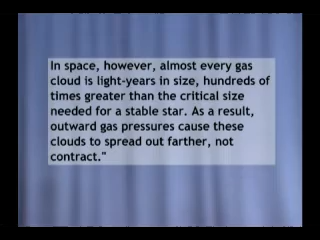 In space, however, almost every gas
cloud is light-years in size, hundreds of
times greater than the critical size
needed for a stable star. As a result,
outward gas pressures cause these
clouds to spread out farther, not
contract."